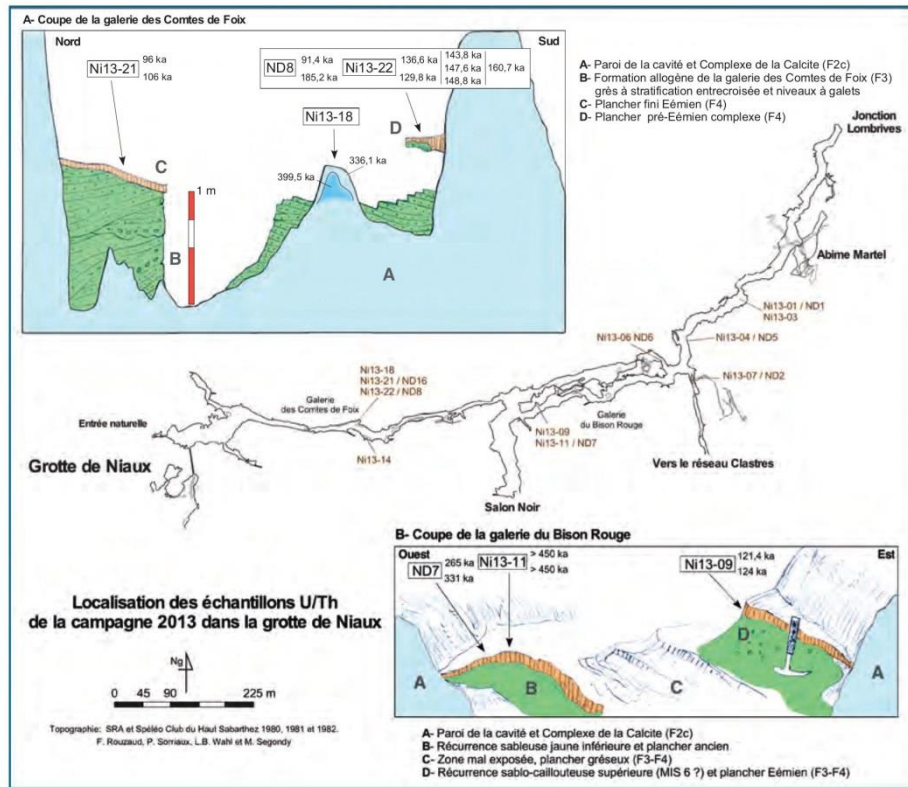 A- Coupe de la galerie des Comtes de Foix
Nord
Sud
Ni13-21
96 ka
106 ka
ND8
91,4 ka
185,2 ka
Ni13-22
136,6 ka
129,8 ka
143,8 ka
147,6 ka
148,8 ka
160,7 ka
Ni13-18
399,5 ka
336,1 ka
D
C
1 m
B
A
A- Paroi de la cavité et Complexe de la Calcite (F2c)
B- Formation allogène de la galerie des Comtes de Foix (F3)
grès à stratification entrecroisée et niveaux à galets
C- Plancher fini Eémien (F4)
D- Plancher pré-Eémien complexe (F4)
Jonction
Lombrives
Abime Martel
Ni13-01 / ND1
Ni13-03
Ni13-06 ND6
Ni13-04 / ND5
Ni13-07 / ND2
Ni13-18
Ni13-21 / ND16
Ni13-22 / ND8
Galerie
des Comtes de Foix
Entrée naturelle
Galerie
du Bison Rouge
Ni13-09
Ni13-11 / ND7
Ni13-14
Grotte de Niaux
Vers le réseau Clastres
Salon Noir
B- Coupe de la galerie du Bison Rouge
Ouest
Est
ND7
265 ka
331 ka
Ni13-11
> 450 ka
> 450 ka
Ni13-09
121,4 ka
124 ka
A
B
C
D
A
Localisation des échantillons U/Th
de la campagne 2013 dans la grotte de Niaux
Ng
0 45 90 225 m
Topographie: SRA et Spéléo Club du Haut Sabarthez 1980, 1981 et 1982.
F. Rouzaud, P. Sorriaux, L.B. Wahl et M. Segondy
A- Paroi de la cavité et Complexe de la Calcite (F2c)
B- Récurrence sableuse jaune inférieure et plancher ancien
C- Zone mal exposée, plancher gréseux (F3-F4)
D- Récurrence sablo-caillouteuse supérieure (MIS 6 ?) et plancher Eémien (F3-F4)